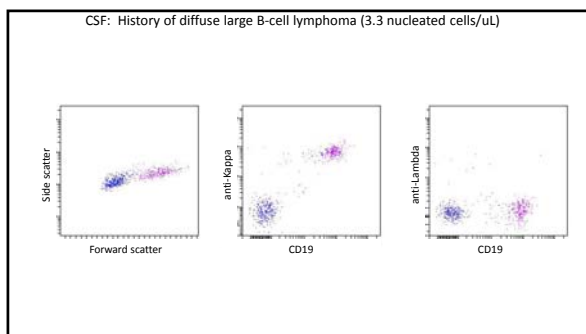 CSF: History of diffuse large B-cell lymphoma (3.3 nucleated cells/uL)
Side scatter
Forward scatter
anti-Kappa
CD19
anti-Lambda
CD19